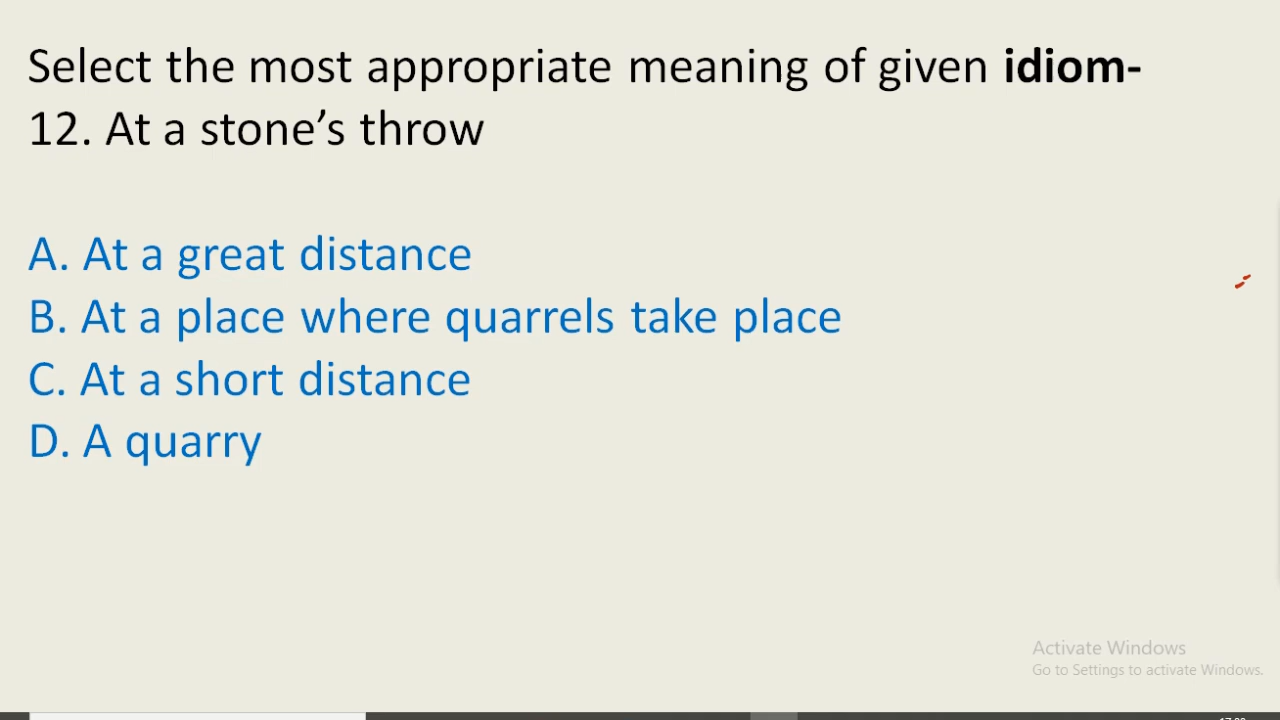 Select the most appropriate meaning of given idiom-
12. At a stone’s throw
A. At a great distance
B. At a place where quarrels take place
C. At a short distance
D. A quarry
Activate Windows
Go to Settings to activate Windows.